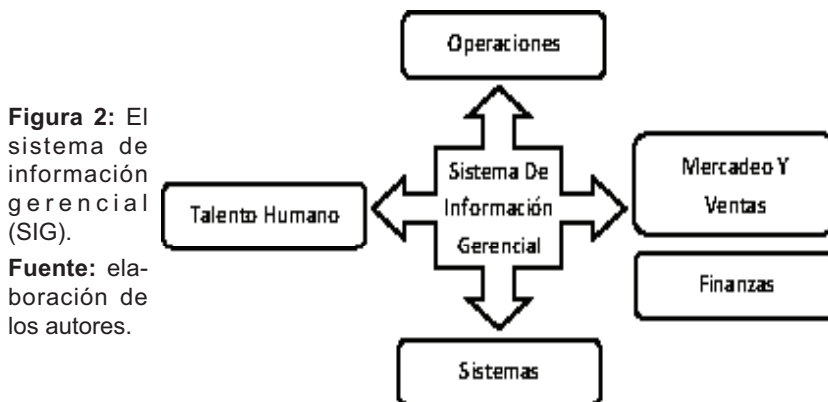 Figura 2: El
sistema de
información
gerencial
(SIG).
Fuente: ela-
boración de
los autores.
Operaciones
Talento Humano
Sistema De
Información
Gerencial
Mercadeo Y
Ventas
Finanzas
Sistemas